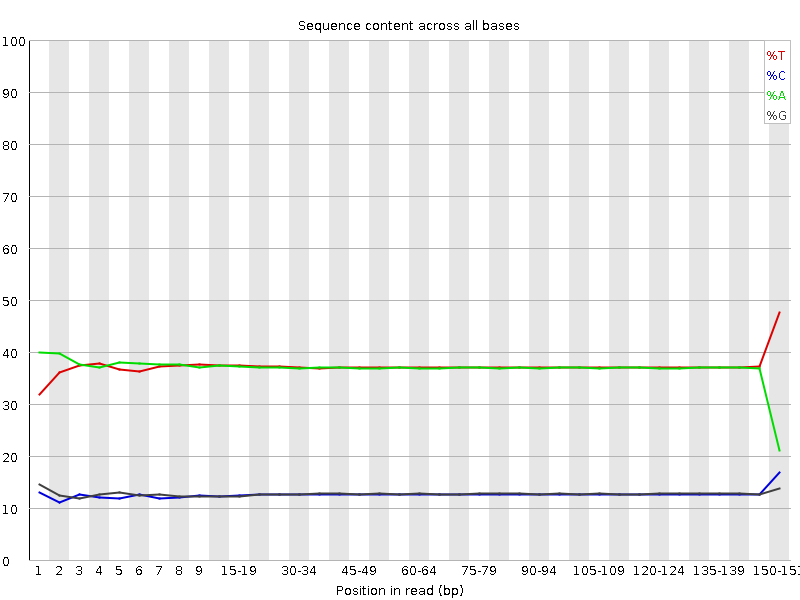 Sequence content across all bases
100
90
80
70
60
50
40
30
20
10
0
%T
%C
%A
%G
1 2 3 4 5 6 7 8 9 15-19 30-34 45-49 60-64 75-79 90-94 105-109 120-124 135-139 150-151
Position in read (bp)